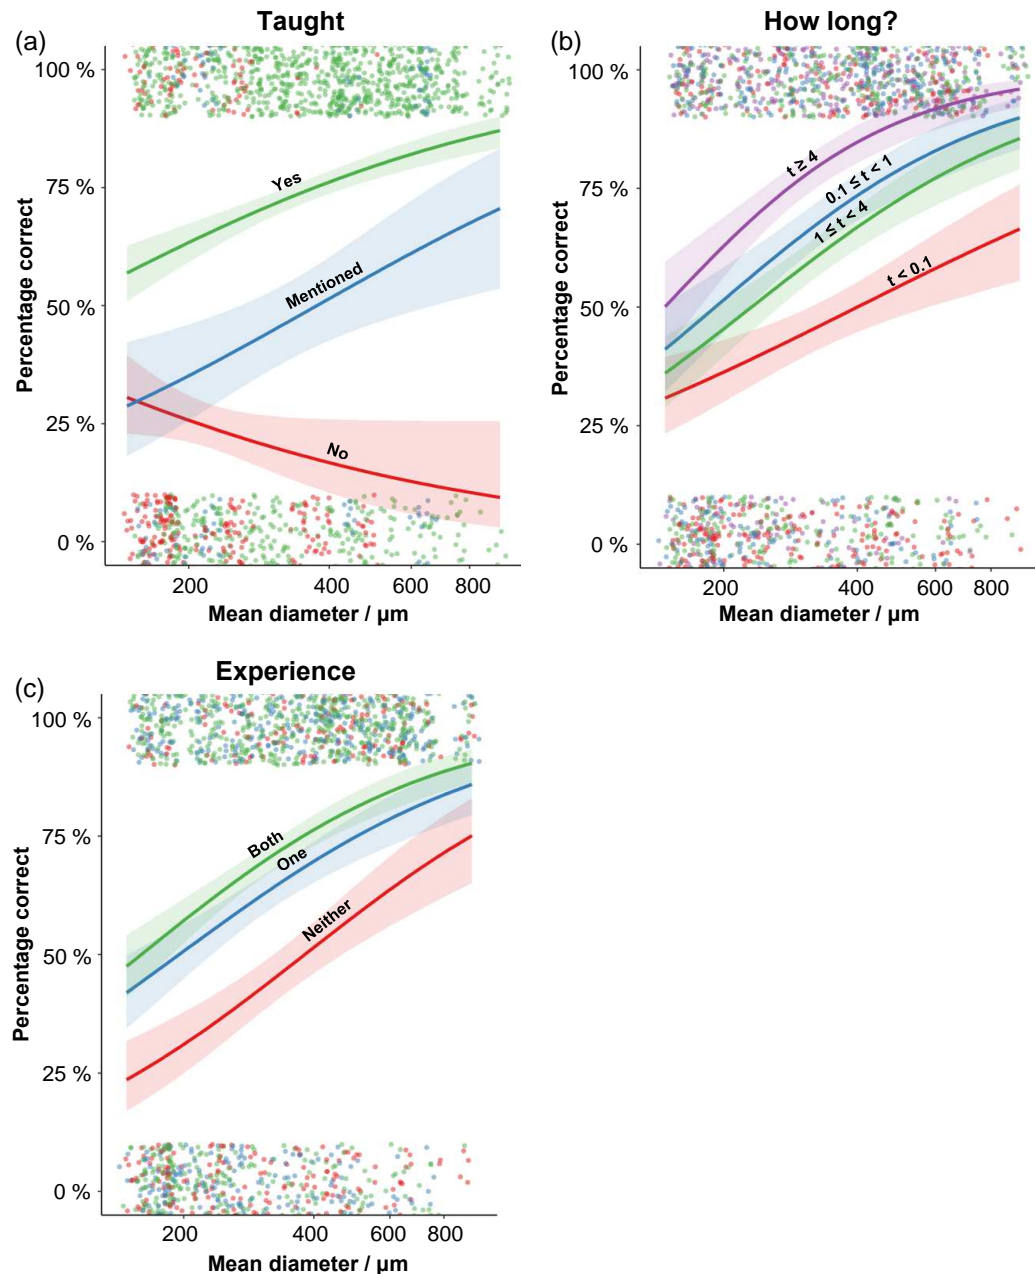 Taught
(a)
100 %
75 %
50 %
25 %
0 %
Percentage correct
Yes
Mentioned
No
200
400
600
800
Mean diameter / µm
How long?
(b)
100 %
75 %
50 %
25 %
0 %
Percentage correct
t ≥ 4
0.1 ≤ t < 1
1 ≤ t < 4
t < 0.1
200
400
600
800
Mean diameter / µm
Experience
(c)
100 %
75 %
50 %
25 %
0 %
Percentage correct
Both
One
Neither
200
400
600
800
Mean diameter / µm